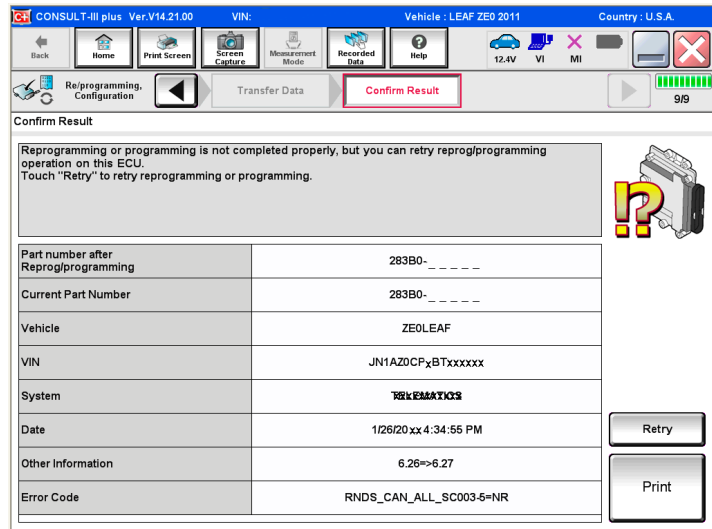 C+ CONSULT-III plus Ver.V14.21.00 VIN: Vehicle : LEAF ZE0 2011 Country : U.S.A.
Back Home Print Screen Screen Capture Measurement Mode Recorded Data Help 12.4V VI MI
Re/programming, Configuration Transfer Data Confirm Result 9/9
Confirm Result
Reprogramming or programming is not completed properly, but you can retry reprog/programming
operation on this ECU.
Touch "Retry" to retry reprogramming or programming.
!?
Part number after
Reprog/programming 283B0-_ _ _ _ _
Current Part Number 283B0-_ _ _ _ _
Vehicle ZE0LEAF
VIN JN1AZ0CPxBTxxxxxx
System
Date 1/26/20xx 4:34:55 PM
Retry
Other Information 6.26=>6.27
Error Code RNDS_CAN_ALL_SC003-5=NR
Print